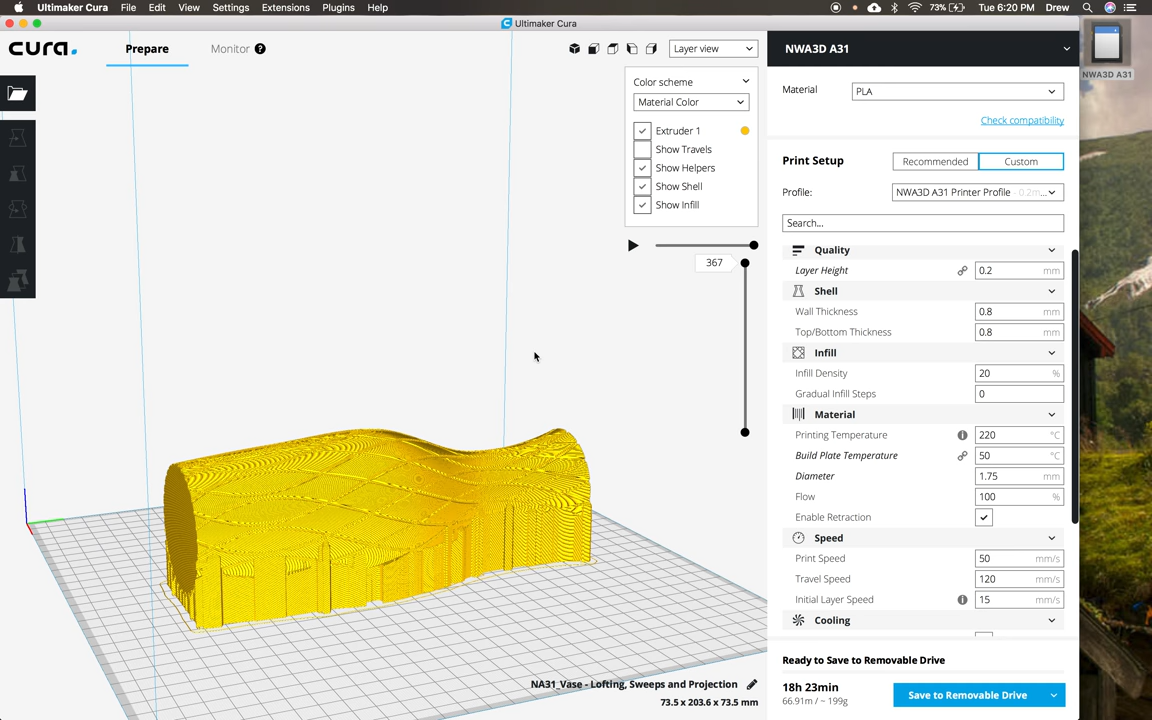 Ultimaker Cura File Edit View Settings Extensions Plugins Help 73% Tue 6:20 PM Drew
Ultimaker Cura
cura. Prepare Monitor ? Layer view NWA3D A31
NWA3D A31
Color scheme
Material Color
Extruder 1
Show Travels
Show Helpers
Show Shell
Show Infill
367
Material PLA
Check compatibility
Print Setup Recommended Custom
Profile: NWA3D A31 Printer Profile 0.2m...
Search...
Quality
Layer Height 0.2 mm
Shell
Wall Thickness 0.8 mm
Top/Bottom Thickness 0.8 mm
Infill
Infill Density 20 %
Gradual Infill Steps 0
Material
Printing Temperature 220 °C
Build Plate Temperature 50 °C
Diameter 1.75 mm
Flow 100 %
Enable Retraction
Speed
Print Speed 50 mm/s
Travel Speed 120 mm/s
Initial Layer Speed 15 mm/s
Cooling
Ready to Save to Removable Drive
18h 23min
66.91m / ~ 199g
Save to Removable Drive
NA31_Vase - Lofting, Sweeps and Projection
73.5 x 203.6 x 73.5 mm